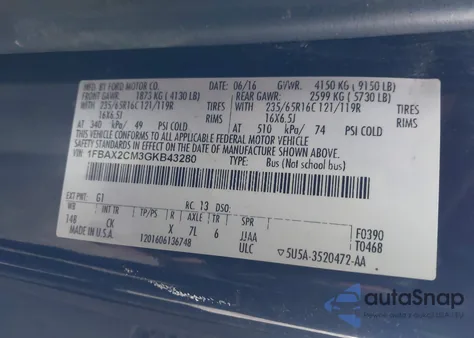 MFD. BY FORD MOTOR CO.
06/16 GVWR: 4150 KG ( 9150 LB)
FRONT GAWR: 1873 KG ( 4130 LB)
REAR GAWR: 2599 KG ( 5730 LB)
235/65R16C 121/119R TIRES
235/65R16C 121/119R TIRES
16X6.5J RIMS
16X6.5J RIMS
AT 340 kPa/ 49 PSI COLD
AT 510 kPa/ 74 PSI COLD
THIS VEHICLE CONFORMS TO ALL APPLICABLE FEDERAL MOTOR VEHICLE
SAFETY STANDARDS IN EFFECT ON THE DATE OF MANUFACTURE SHOWN ABOVE.
VIN: 1FBAX2CM3GKB43280
TYPE: Bus (Not school bus)
EXT PNT: G1 RC: 13 DSO:
WB INT TR TP/PS R AXLE TR SPR
148 CK X 7L 6 JJAA
F0390
T0468
MADE IN U.S.A. 1201606136748 ULC 5U5A-3520472-AA
autoSnap
WWW.AUTOSNAP-CIS.TV/